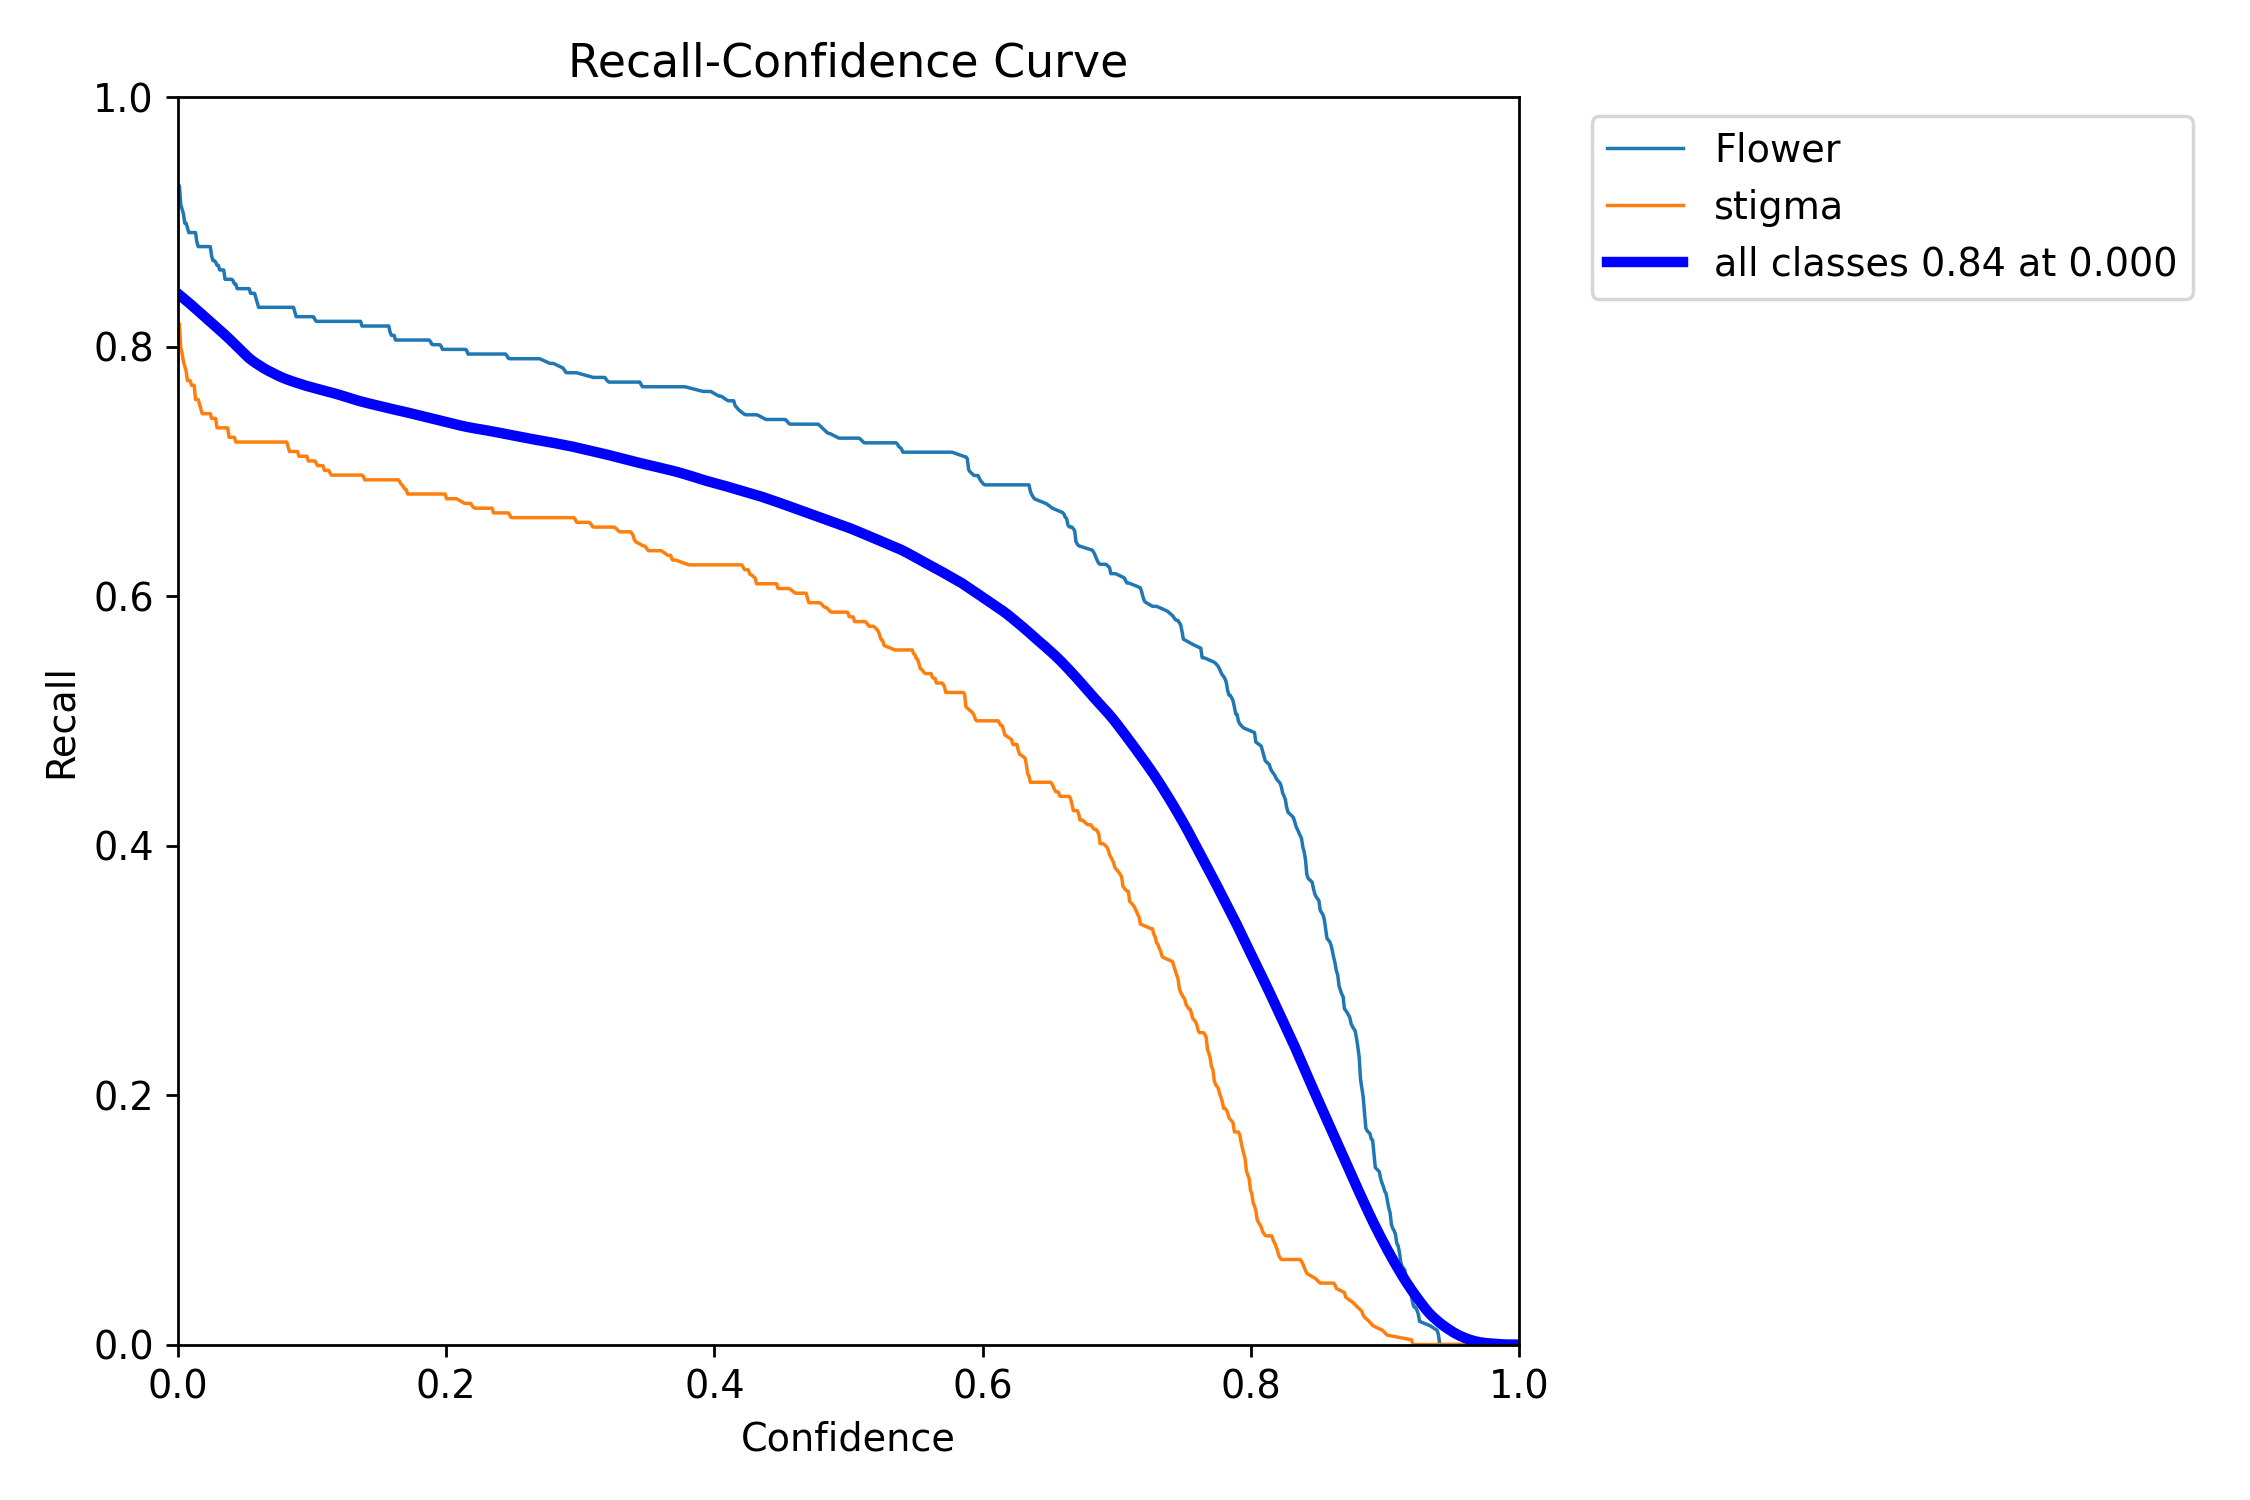 Recall-Confidence Curve
1.0
0.8
0.6
0.4
0.2
0.0
Recall
0.0 0.2 0.4 0.6 0.8 1.0
Confidence
Flower
stigma
all classes 0.84 at 0.000